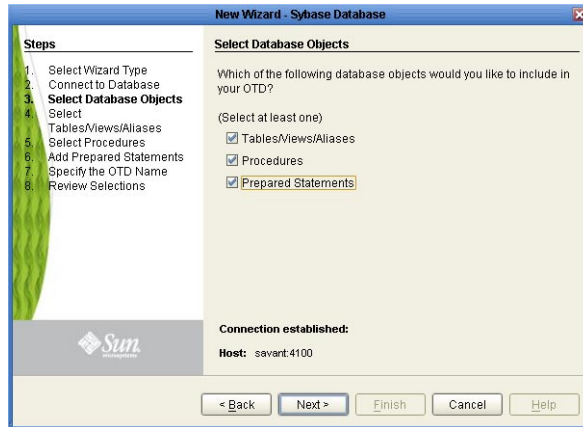 New Wizard - Sybase Database
Steps
1. Select Wizard Type
2. Connect to Database
3. Select Database Objects
4. Select
Tables/Views/Aliases
5. Select Procedures
6. Add Prepared Statements
7. Specify the OTD Name
8. Review Selections
Sun
microsystems
Select Database Objects
Which of the following database objects would you like to include in
your OTD?
(Select at least one)
Tables/Views/Aliases
Procedures
Prepared Statements
Connection established:
Host: savant:4100
< Back
Next >
Finish
Cancel
Help